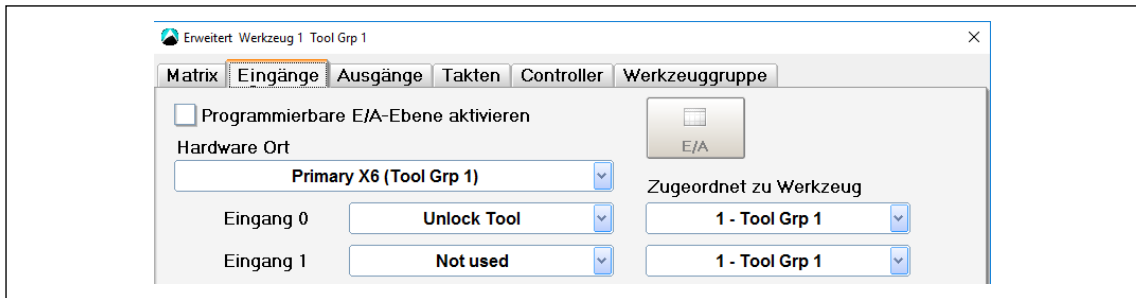 Erweitert Werkzeug 1 Tool Grp 1
Matrix Eingänge Ausgänge Takten Controller Werkzeuggruppe
Programmierbare E/A-Ebene aktivieren
E/A
Hardware Ort
Primary X6 (Tool Grp 1)
Zugeordnet zu Werkzeug
Eingang 0 Unlock Tool 1 - Tool Grp 1
Eingang 1 Not used 1 - Tool Grp 1